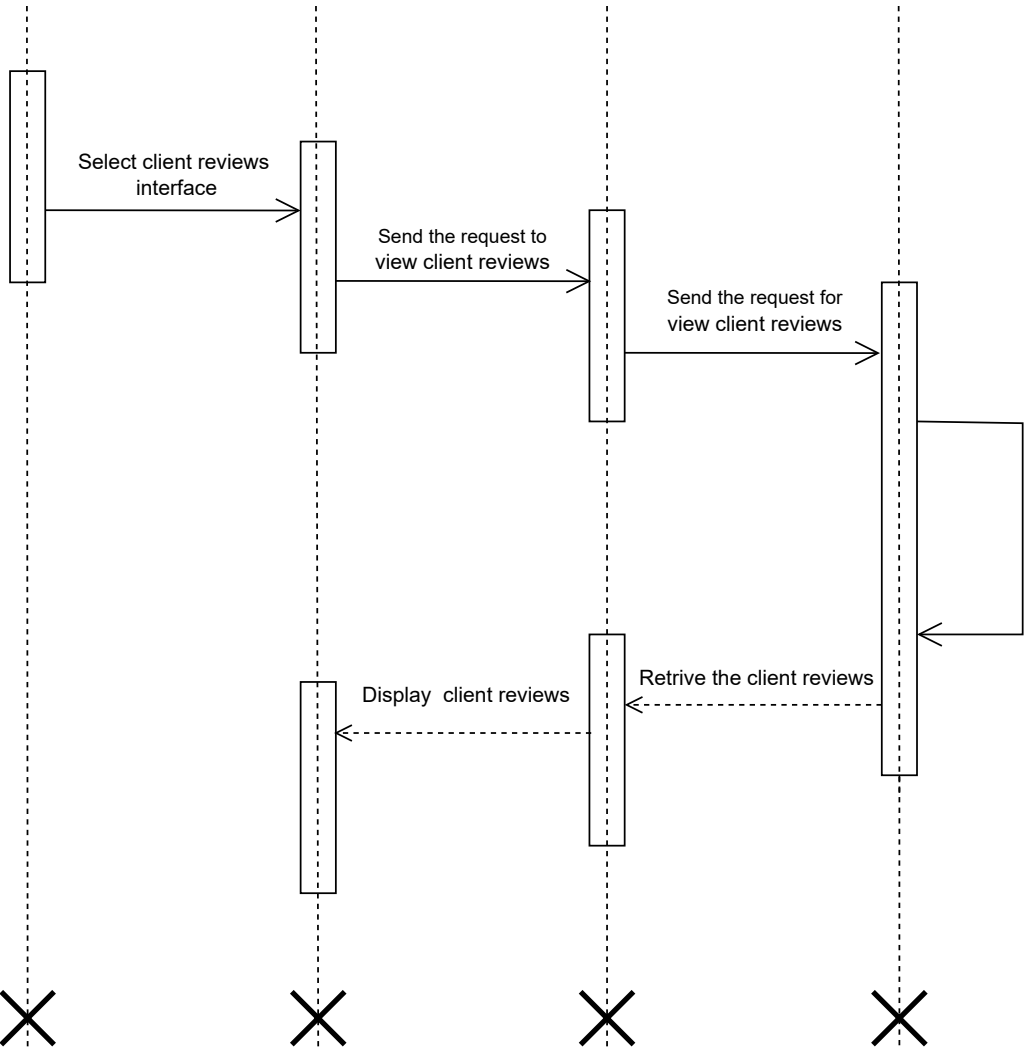 Select client reviews
interface
Send the request to
view client reviews
Send the request for
view client reviews
Retrive the client reviews
Display  client reviews